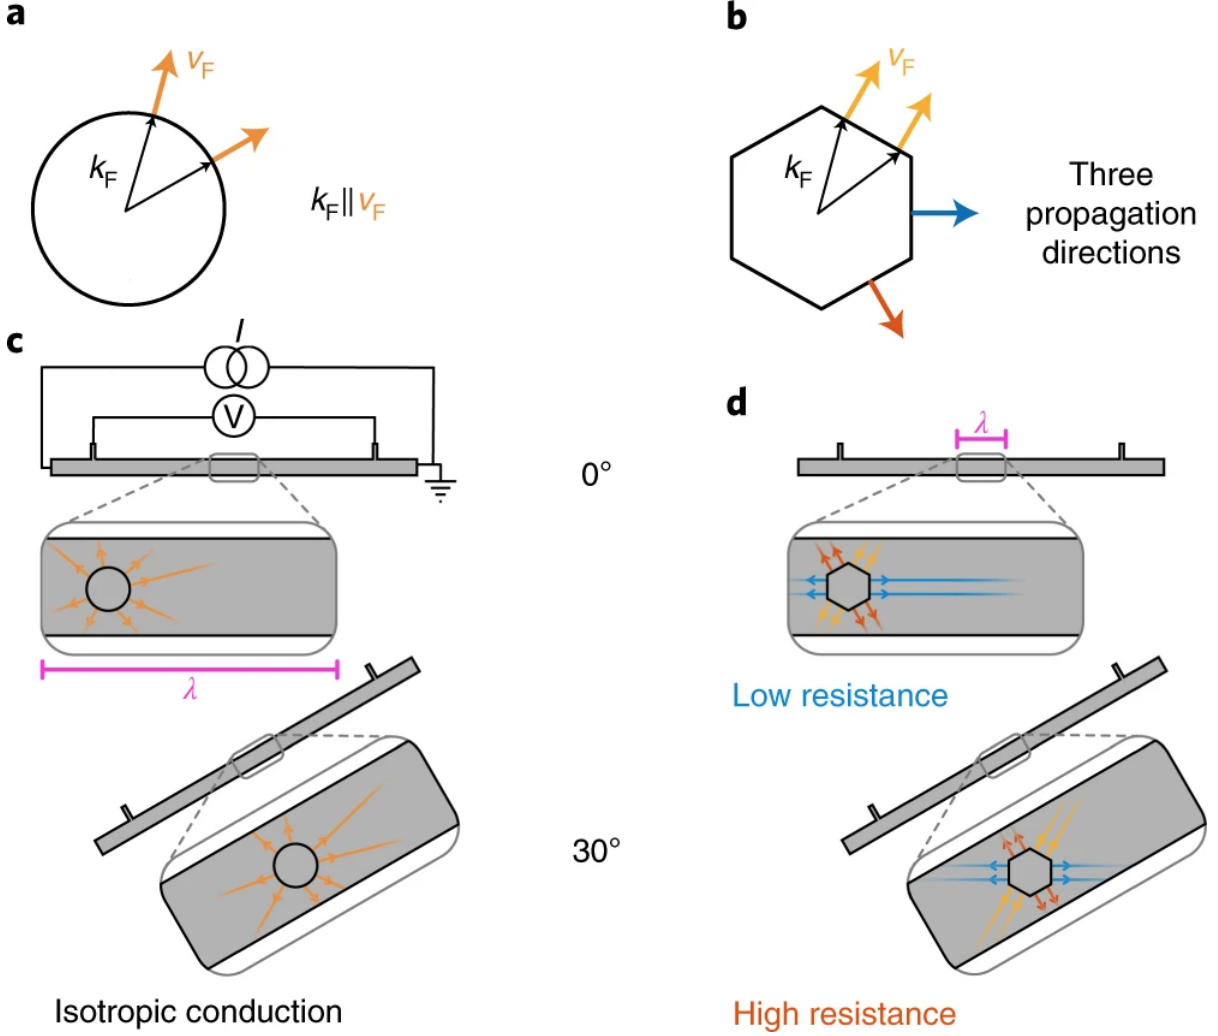 a
v_F
k_F
k_F||v_F
b
v_F
k_F
Three
propagation
directions
c
I
V
0°
λ
d
λ
Low resistance
30°
Isotropic conduction
High resistance